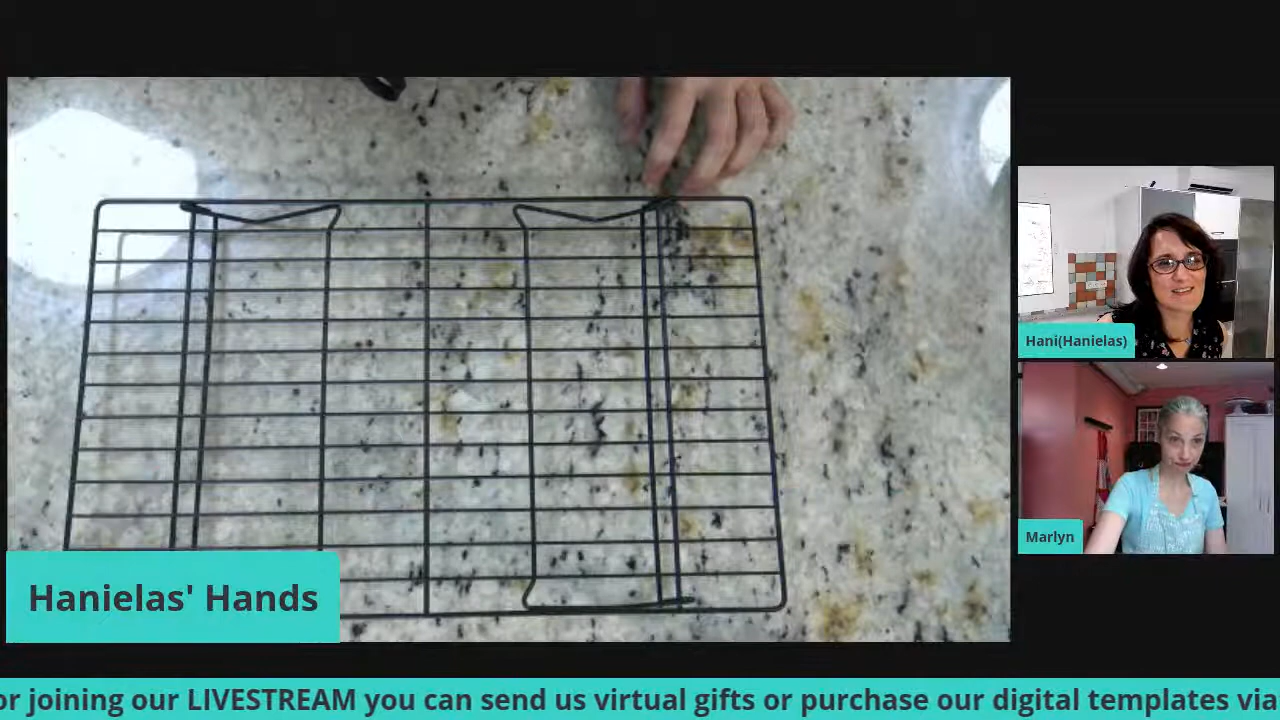 Hani(Hanielas)
Marlyn
Hanielas' Hands
or joining our LIVESTREAM you can send us virtual gifts or purchase our digital templates via